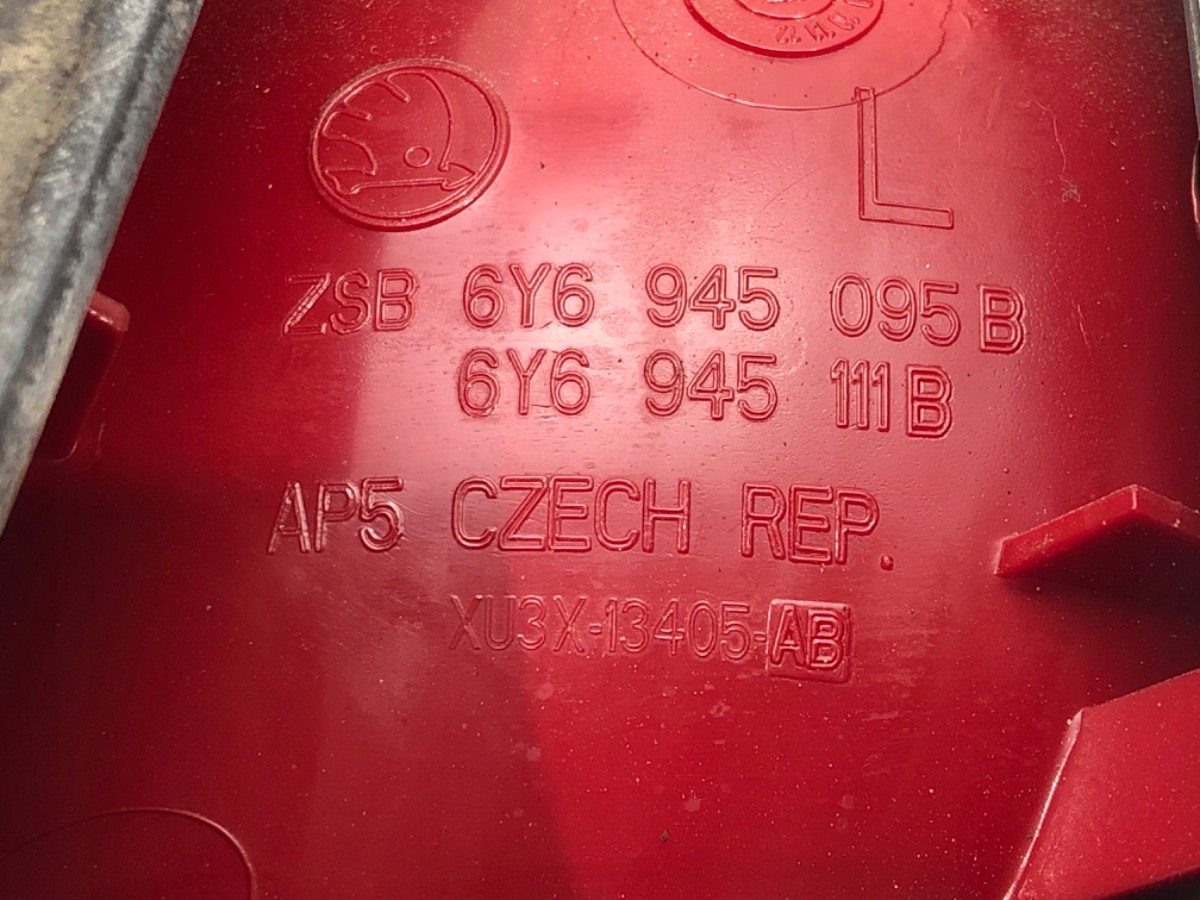 L
ZSB 6Y6 945 095 B
6Y6 945 111 B
AP5 CZECH REP.
XU3X-13405-AB